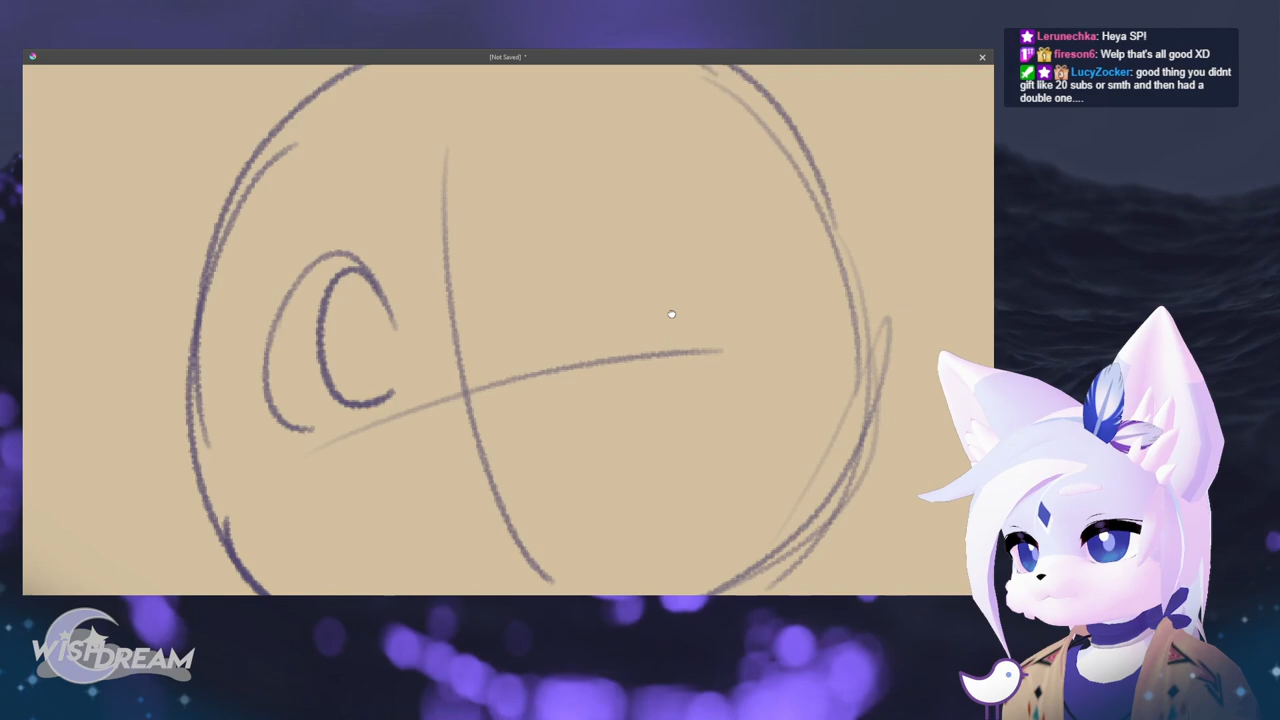 [Not Saved] *
Lerunechka: Heya SP!
fireson6: Welp that's all good XD
LucyZocker: good thing you didnt
gift like 20 subs or smth and then had a
double one....
WISHDREAM